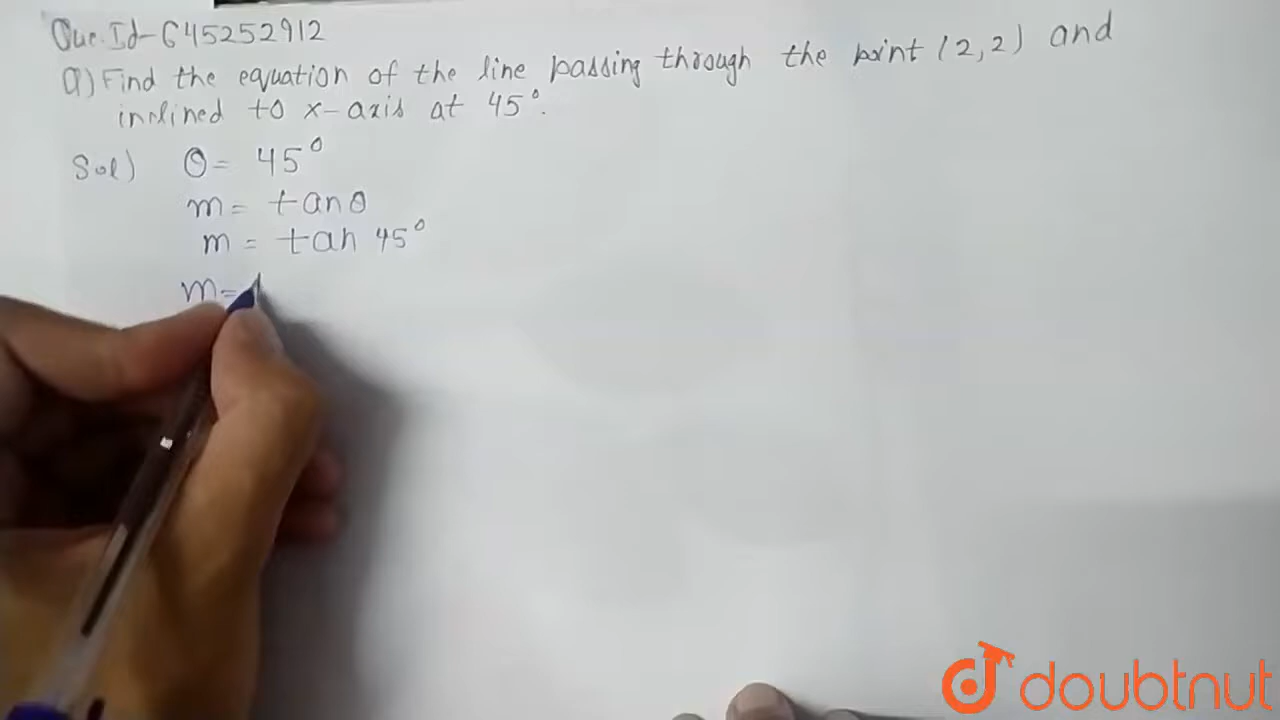 Que. Id-645252912
Q) Find the equation of the line passing through the point (2,2) and
inclined to x-axis at 45°.
Sol) θ= 45°
m= tanθ
m = tan 45°
m= 1
doubtnut